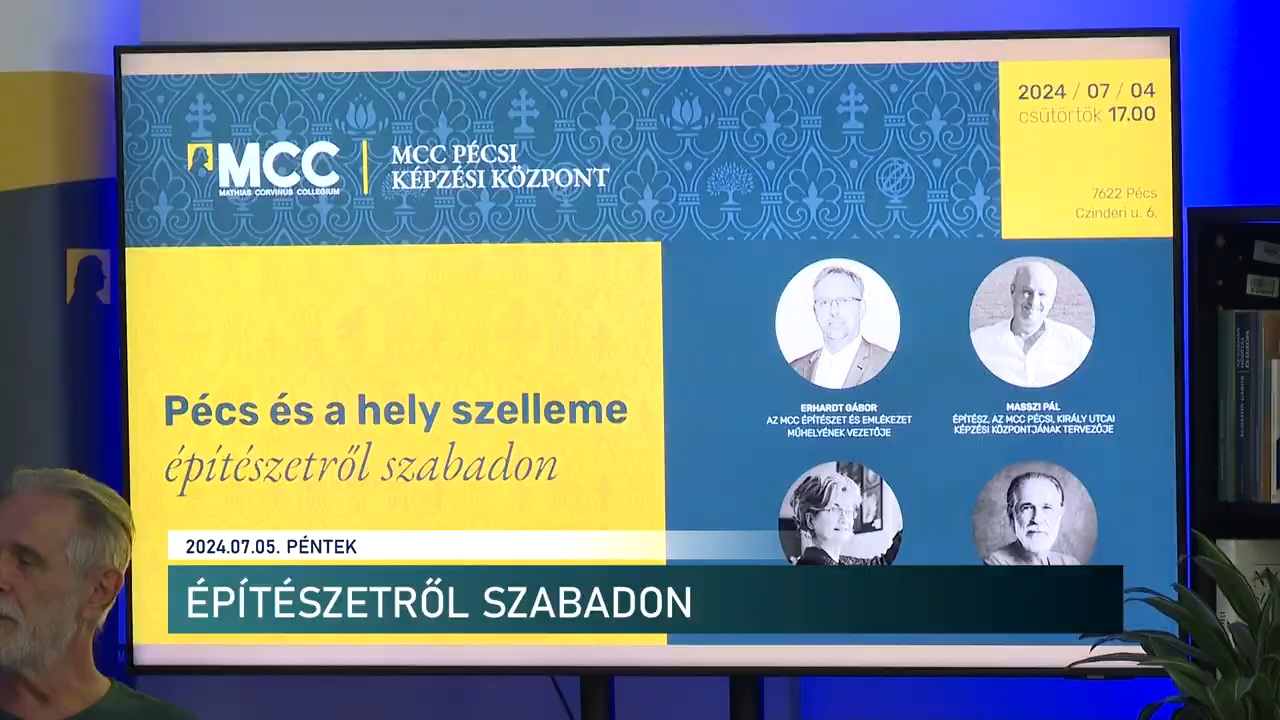 MCC
MATHIAS CORVINUS COLLEGIUM
MCC PÉCSI
KÉPZÉSI KÖZPONT
2024 / 07 / 04
csütörtök 17.00
7622 Pécs
Czinderi u. 6.
Pécs és a hely szelleme
építészetről szabadon
ERHARDT GÁBOR
AZ MCC ÉPÍTÉSZET ÉS EMLÉKEZET
MŰHELYÉNEK VEZETŐJE
MASSZI PÁL
ÉPÍTÉSZ, AZ MCC PÉCSI, KIRÁLY UTCAI
KÉPZÉSI KÖZPONTJÁNAK TERVEZŐJE
2024.07.05. PÉNTEK
ÉPÍTÉSZETRŐL SZABADON